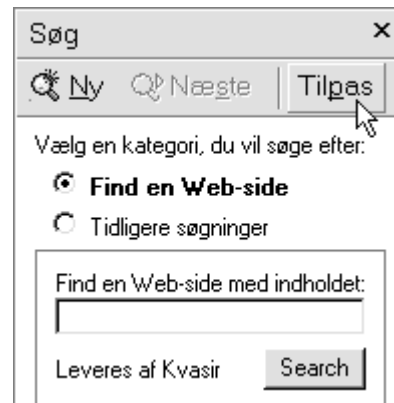 Søg
Ny Næste Tilpas
Vælg en kategori, du vil søge efter:
Find en Web-side
Tidligere søgninger
Find en Web-side med indholdet:
Leveres af Kvasir Search